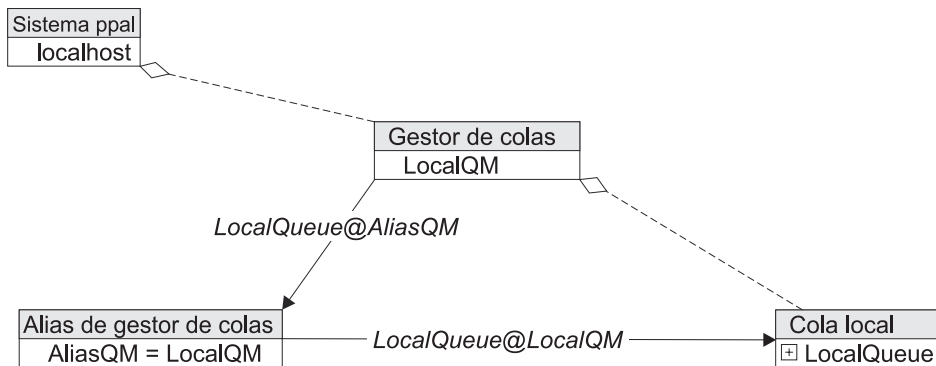 Sistema ppal
localhost
Gestor de colas
LocalQM
LocalQueue@AliasQM
Alias de gestor de colas
AliasQM = LocalQM
LocalQueue@LocalQM
Cola local
LocalQueue